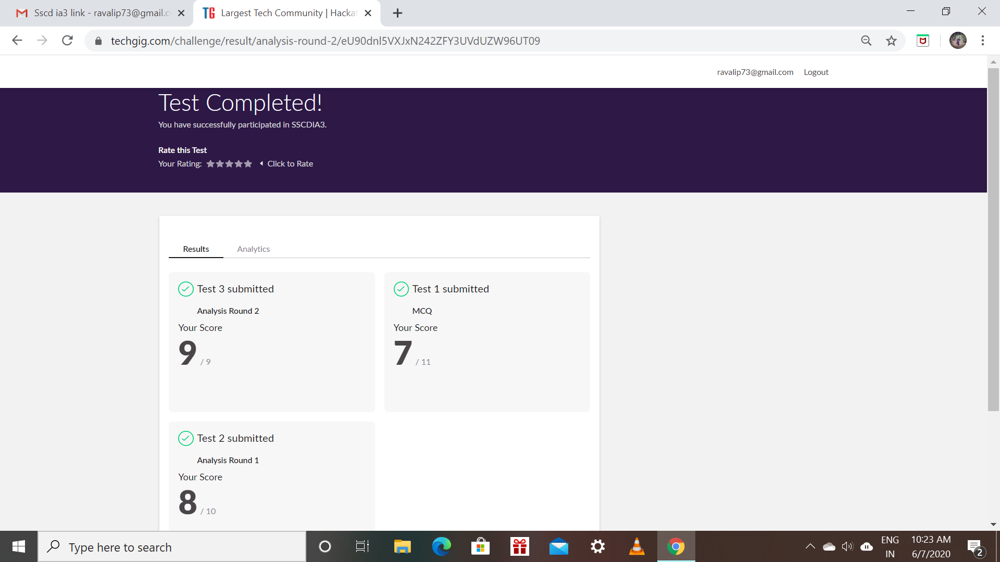 Sscd ia3 link - ravalip73@gmail.c
TG Largest Tech Community | Hacka
techgig.com/challenge/result/analysis-round-2/eU90dnl5VXJxN242ZFY3UVdUZW96UT09
ravalip73@gmail.com Logout
Test Completed!
You have successfully participated in SSCDIA3.
Rate this Test
Your Rating: Click to Rate
Results Analytics
Test 3 submitted
Analysis Round 2
Your Score
9 / 9
Test 1 submitted
MCQ
Your Score
7 / 11
Test 2 submitted
Analysis Round 1
Your Score
8 / 10
Type here to search
ENG
IN
10:23 AM
6/7/2020
2